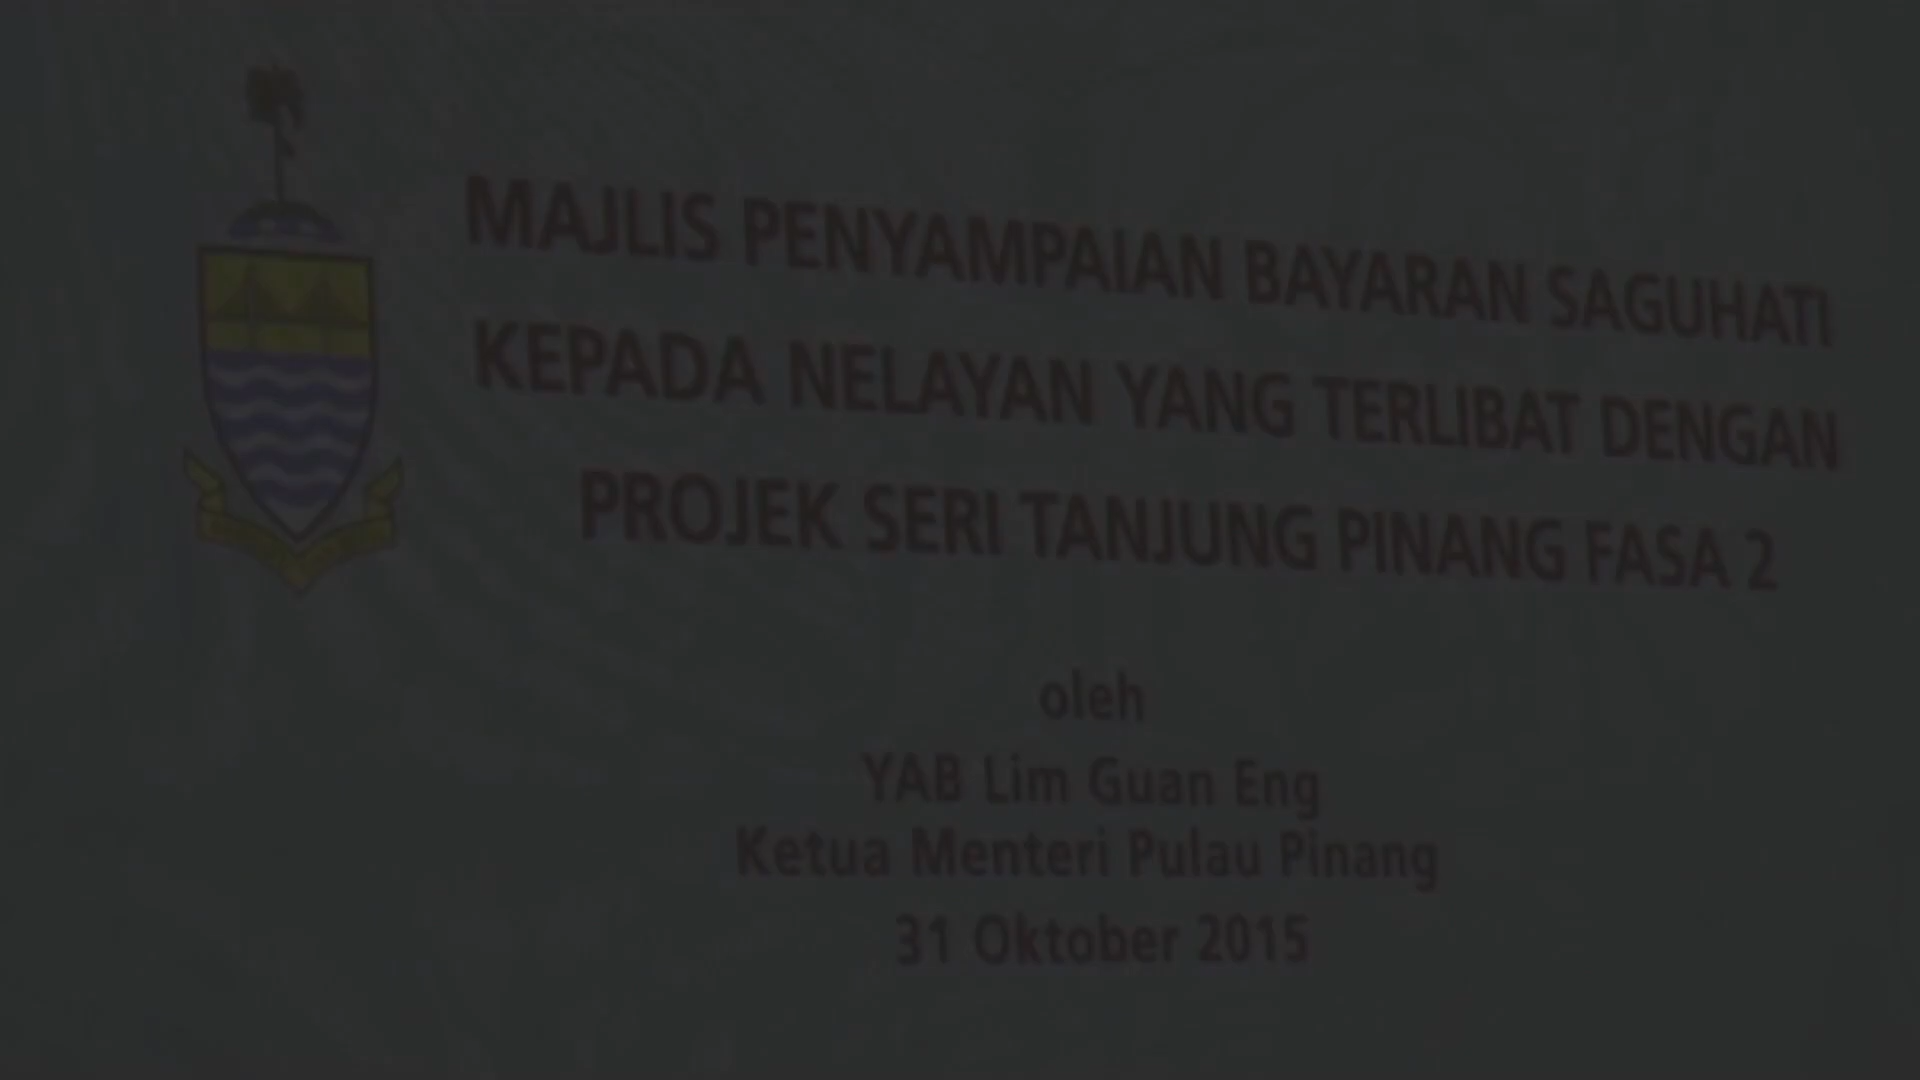 MAJLIS PENYAMPAIAN BAYARAN SAGUHATI
KEPADA NELAYAN YANG TERLIBAT DENGAN
PROJEK SERI TANJUNG PINANG FASA 2
oleh
YAB Lim Guan Eng
Ketua Menteri Pulau Pinang
31 Oktober 2015